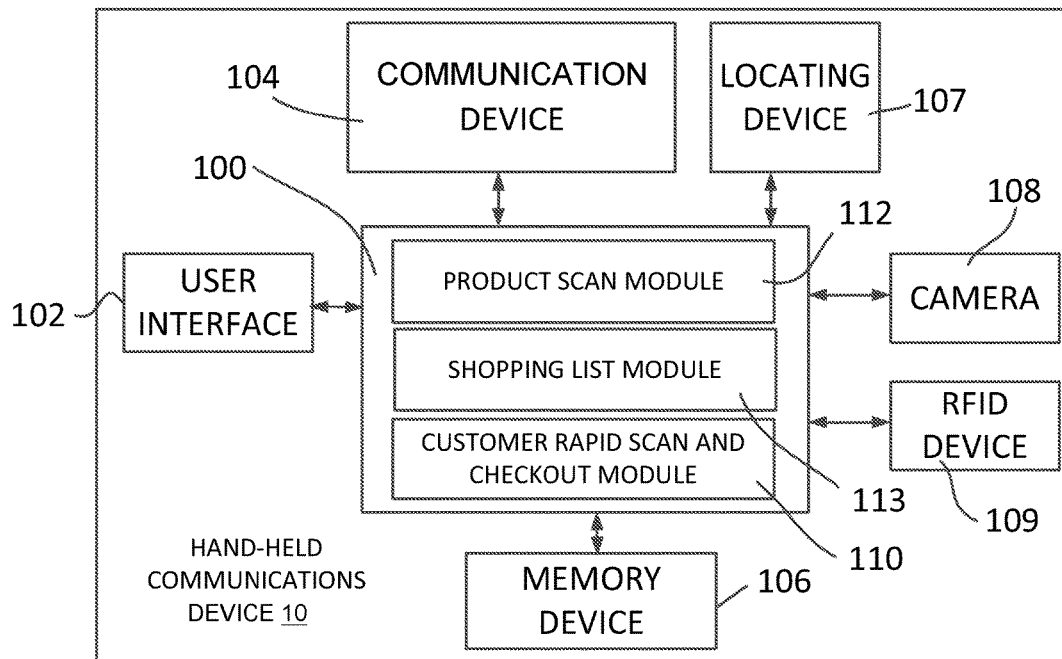 104
COMMUNICATION
DEVICE
LOCATING
DEVICE
107
100
112
108
PRODUCT SCAN MODULE
USER
INTERFACE
102
CAMERA
SHOPPING LIST MODULE
RFID
DEVICE
CUSTOMER RAPID SCAN AND
CHECKOUT MODULE
113
109
110
HAND-HELD
COMMUNICATIONS
DEVICE 10
MEMORY
DEVICE
106